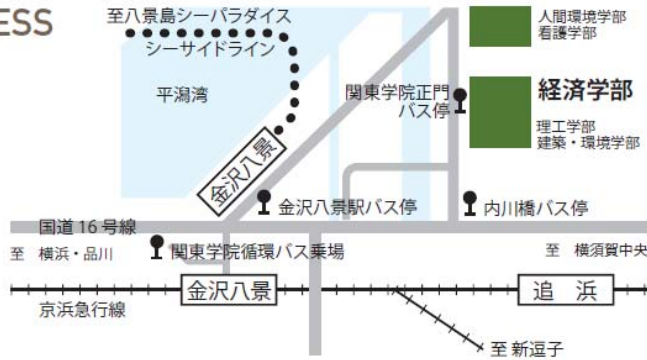 ESS
至八景島シーパラダイス
シーサイドライン
平潟湾
金沢八景
人間環境学部
看護学部
関東学院正門
バス停
経済学部
理工学部
建築・環境学部
金沢八景駅バス停
内川橋バス停
国道 16 号線
至 横浜・品川
関東学院循環バス乗場
至 横須賀中央
京浜急行線
金沢八景
追 浜
至 新逗子